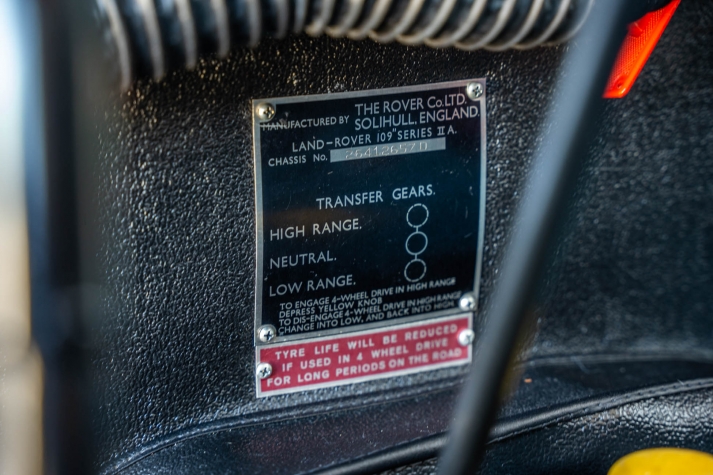 MANUFACTURED BY THE ROVER Co.LTD.
SOLIHULL, ENGLAND.
LAND-ROVER 109" SERIES II A.
CHASSIS No.
TRANSFER GEARS.
HIGH RANGE.
NEUTRAL.
LOW RANGE.
TO ENGAGE 4-WHEEL DRIVE IN HIGH RANGE
DEPRESS YELLOW KNOB
TO DIS-ENGAGE 4-WHEEL DRIVE IN HIGH RANGE,
CHANGE INTO LOW, AND BACK INTO HIGH.
TYRE LIFE WILL BE REDUCED
IF USED IN 4 WHEEL DRIVE
FOR LONG PERIODS ON THE ROAD